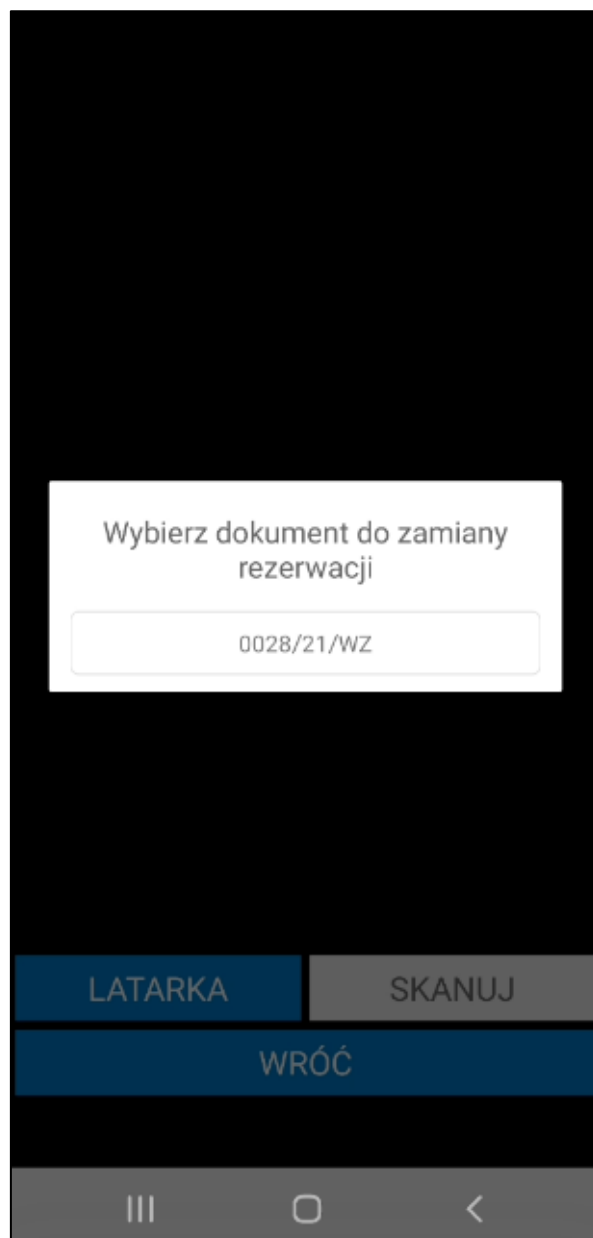 Wybierz dokument do zamiany
rezerwacji
0028/21/WZ
LATARKA
SKANUJ
WRÓĆ